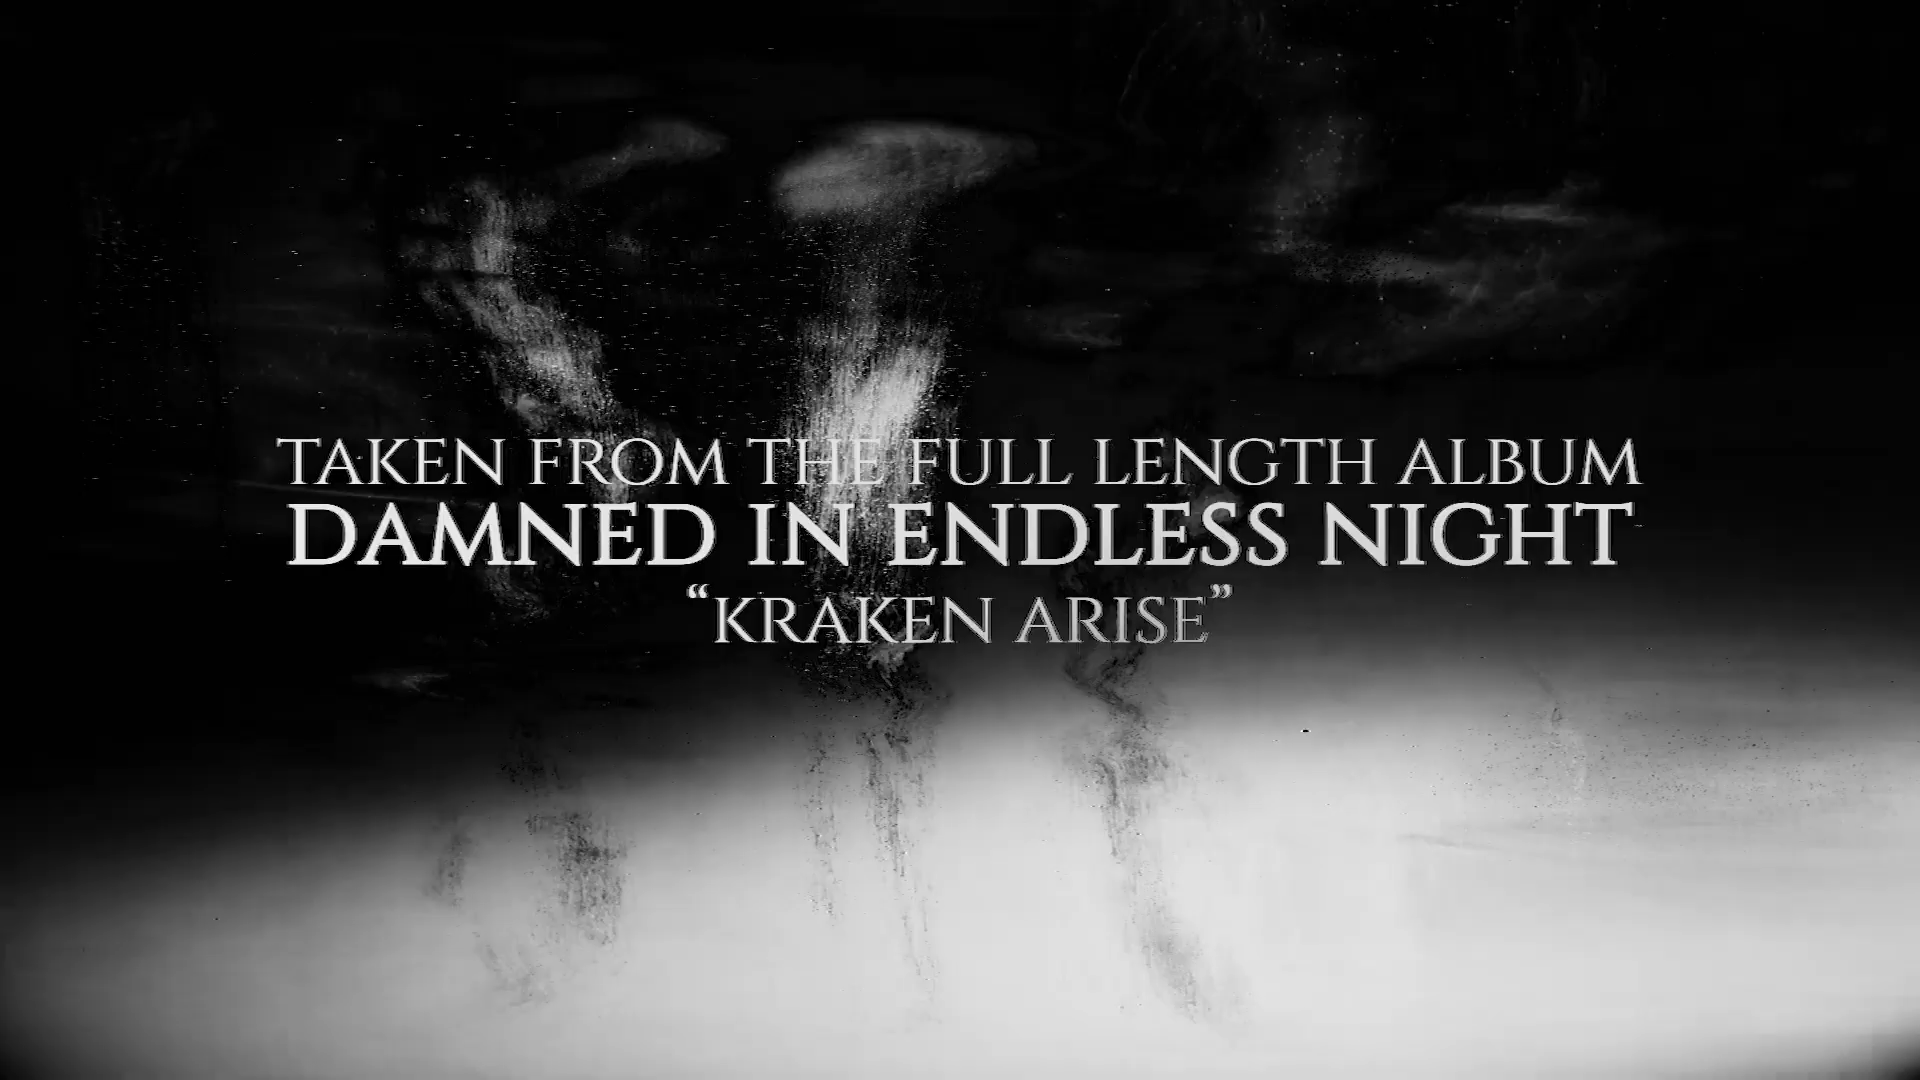 TAKEN FROM THE FULL LENGTH ALBUM
DAMNED IN ENDLESS NIGHT
“KRAKEN ARISE”